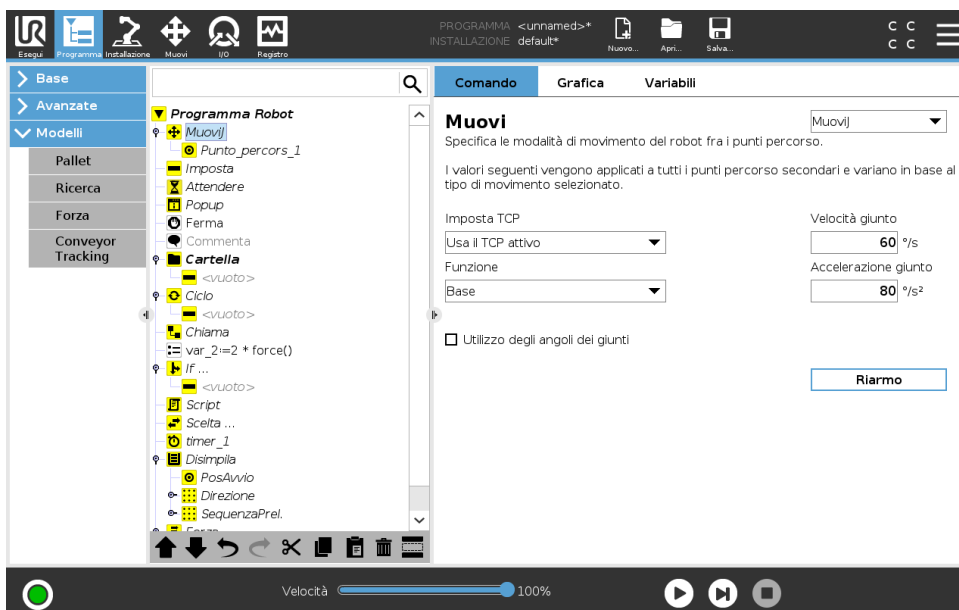 PROGRAMMA <unnamed>*
INSTALLAZIONE default*
Esegui
Programma
Installazione
Muovi
I/O
Registro
Nuovo...
Apri...
Salva...
C C
C C
Base
Avanzate
Modelli
Pallet
Ricerca
Forza
Conveyor
Tracking
Programma Robot
MuoviJ
Punto_percors_1
Imposta
Attendere
Popup
Ferma
Commenta
Cartella
<vuoto>
Ciclo
<vuoto>
Chiama
var_2:=2 * force()
If ...
<vuoto>
Script
Scelta ...
timer_1
Disimpila
PosAvvio
Direzione
SequenzaPrel.
Forza
Comando
Grafica
Variabili
Muovi
MuoviJ
Specifica le modalità di movimento del robot fra i punti percorso.
I valori seguenti vengono applicati a tutti i punti percorso secondari e variano in base al
tipo di movimento selezionato.
Imposta TCP
Velocità giunto
Usa il TCP attivo
60 °/s
Funzione
Accelerazione giunto
Base
80 °/s²
Utilizzo degli angoli dei giunti
Riarmo
Velocità
100%